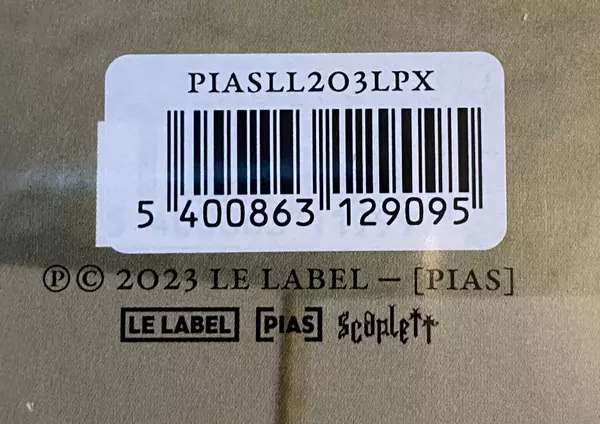 PIASLL203LPX
5 400863 129095
℗© 2023 LE LABEL – [PIAS]
LE LABEL [PIAS] Scarlett